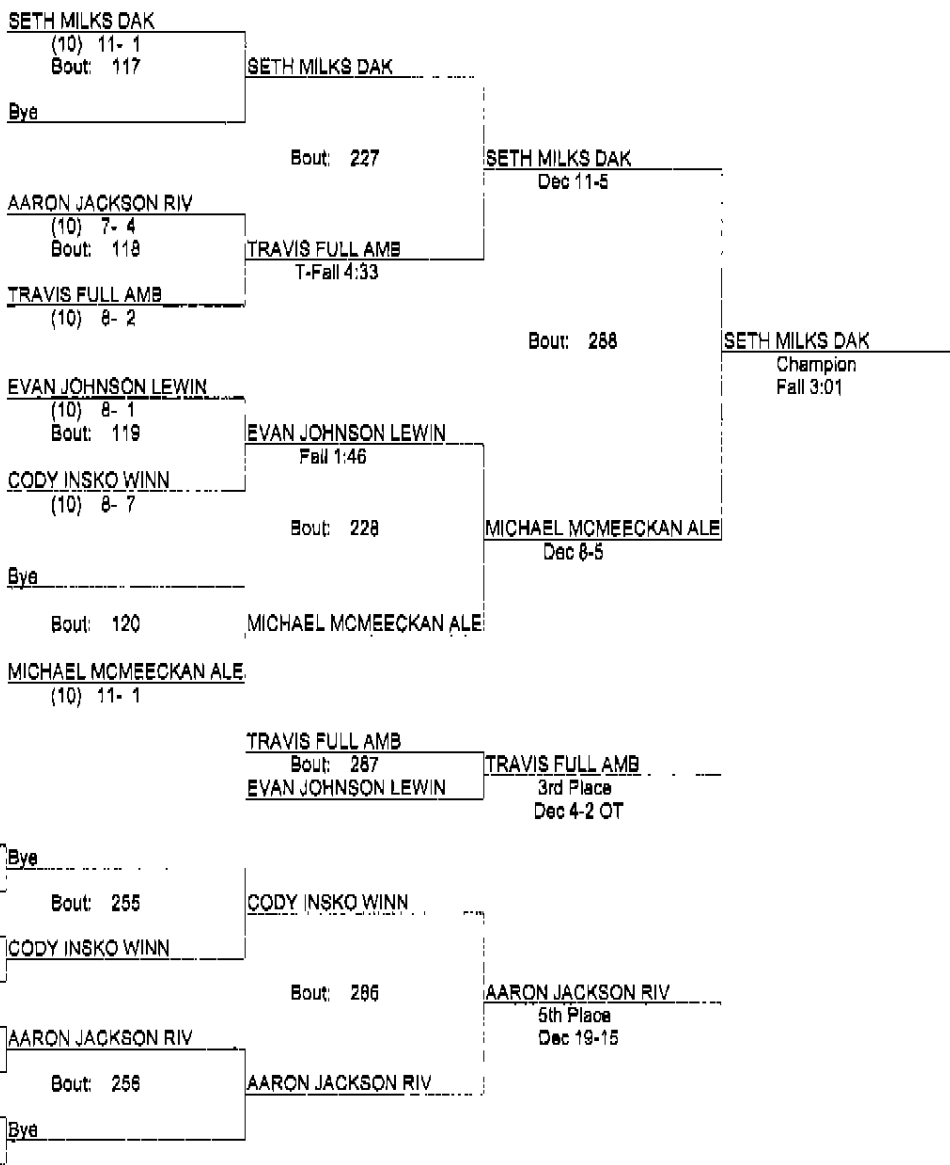 SETH MILKS DAK
(10) 11- 1
Bout: 117
SETH MILKS DAK
Bye
Bout: 227
SETH MILKS DAK
Dec 11-5
AARON JACKSON RIV
(10) 7- 4
Bout: 118
TRAVIS FULL AMB
T-Fall 4:33
TRAVIS FULL AMB
(10) 8- 2
Bout: 288
SETH MILKS DAK
Champion
Fall 3:01
EVAN JOHNSON LEWIN
(10) 8- 1
Bout: 119
EVAN JOHNSON LEWIN
Fall 1:46
CODY INSKO WINN
(10) 8- 7
Bout: 228
MICHAEL MCMEECKAN ALE
Dec 8-5
Bye
Bout: 120
MICHAEL MCMEECKAN ALE
MICHAEL MCMEECKAN ALE
(10) 11- 1
TRAVIS FULL AMB
Bout: 287
TRAVIS FULL AMB
EVAN JOHNSON LEWIN
3rd Place
Dec 4-2 OT
Bye
Bout: 255
CODY INSKO WINN
CODY INSKO WINN
Bout: 286
AARON JACKSON RIV
5th Place
Dec 19-15
AARON JACKSON RIV
Bout: 256
AARON JACKSON RIV
Bye